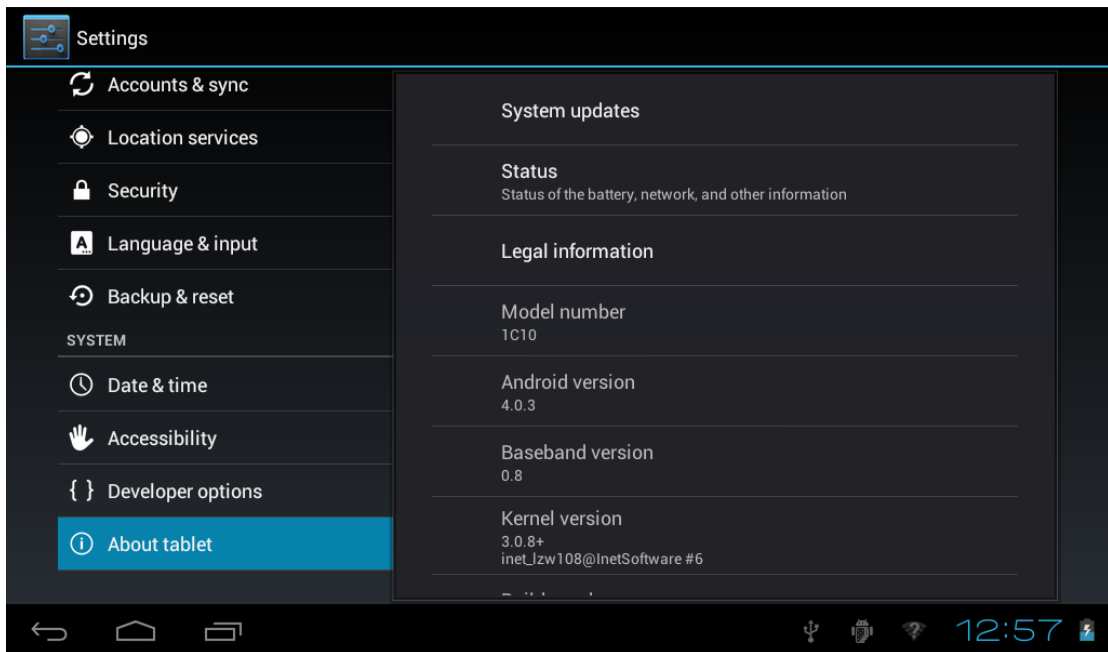 Settings
Accounts & sync
Location services
Security
Language & input
Backup & reset
SYSTEM
Date & time
Accessibility
Developer options
About tablet
System updates
Status
Status of the battery, network, and other information
Legal information
Model number
1C10
Android version
4.0.3
Baseband version
0.8
Kernel version
3.0.8+
inet_lzw108@InetSoftware #6
12:57